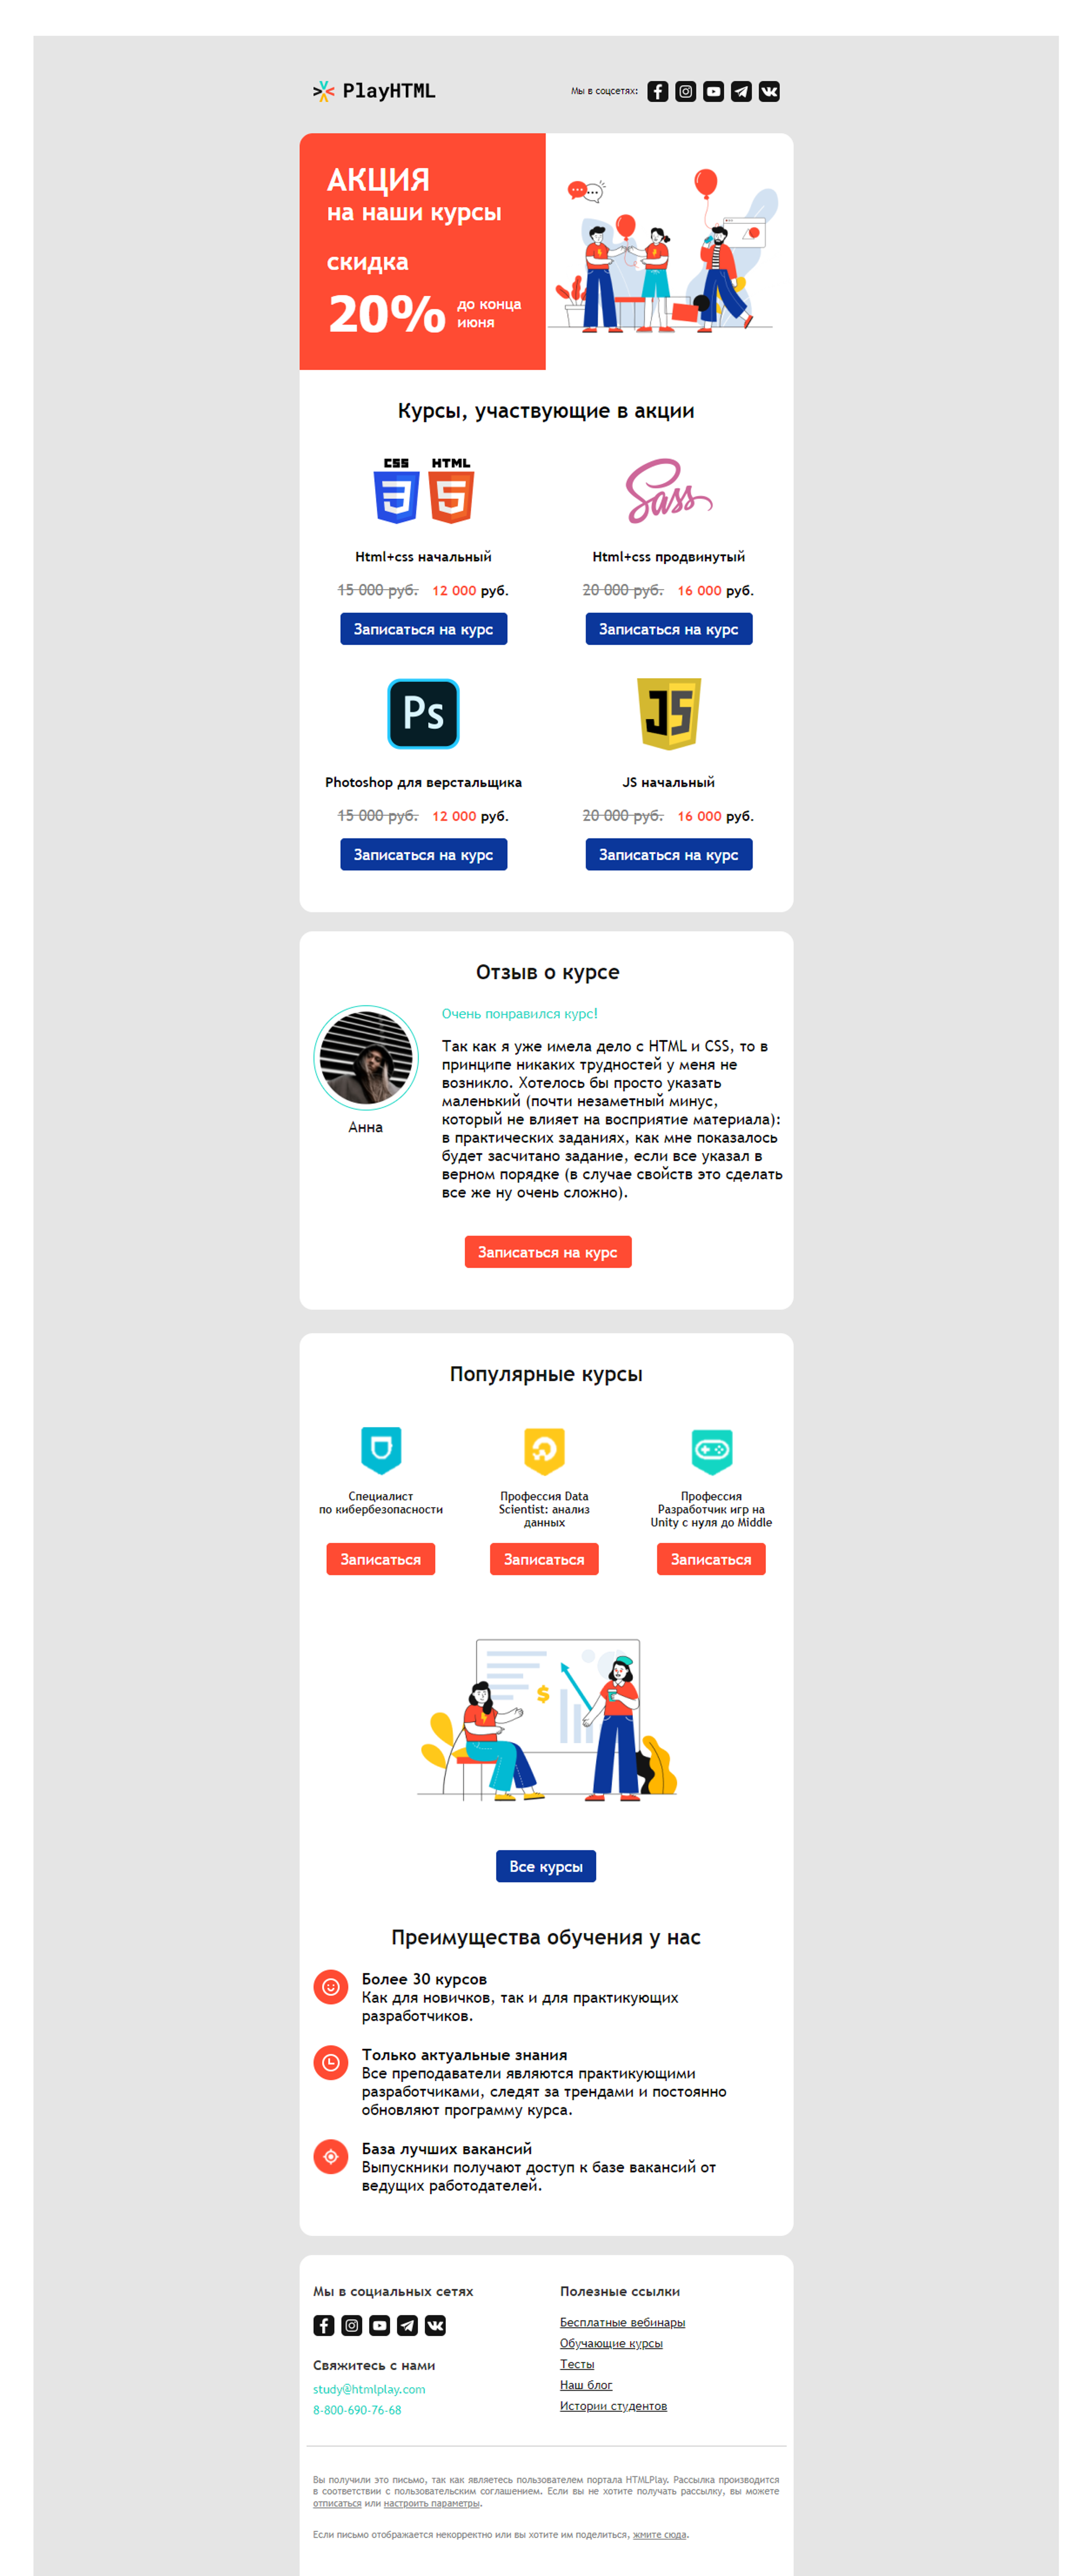 PlayHTML
Мы в соцсетях:
АКЦИЯ
на наши курсы
скидка
20% до конца
июня
Курсы, участвующие в акции
CSS HTML
3 5
Sass
Html+css начальный
Html+css продвинутый
15 000 руб. 12 000 руб.
20 000 руб. 16 000 руб.
Записаться на курс
Записаться на курс
Ps
JS
Photoshop для верстальщика
JS начальный
15 000 руб. 12 000 руб.
20 000 руб. 16 000 руб.
Записаться на курс
Записаться на курс
Отзыв о курсе
Очень понравился курс!
Так как я уже имела дело с HTML и CSS, то в
принципе никаких трудностей у меня не
возникло. Хотелось бы просто указать
маленький (почти незаметный минус,
который не влияет на восприятие материала):
в практических заданиях, как мне показалось
будет засчитано задание, если все указал в
верном порядке (в случае свойств это сделать
все же ну очень сложно).
Анна
Записаться на курс
Популярные курсы
Специалист
по кибербезопасности
Профессия Data
Scientist: анализ
данных
Профессия
Разработчик игр на
Unity с нуля до Middle
Записаться
Записаться
Записаться
$
Все курсы
Преимущества обучения у нас
Более 30 курсов
Как для новичков, так и для практикующих
разработчиков.
Только актуальные знания
Все преподаватели являются практикующими
разработчиками, следят за трендами и постоянно
обновляют программу курса.
База лучших вакансий
Выпускники получают доступ к базе вакансий от
ведущих работодателей.
Мы в социальных сетях
Свяжитесь с нами
study@htmlplay.com
8-800-690-76-68
Полезные ссылки
Бесплатные вебинары
Обучающие курсы
Тесты
Наш блог
Истории студентов
Вы получили это письмо, так как являетесь пользователем портала HTMLPlay. Рассылка производится
в соответствии с пользовательским соглашением. Если вы не хотите получать рассылку, вы можете
отписаться или настроить параметры.
Если письмо отображается некорректно или вы хотите им поделиться, жмите сюда.